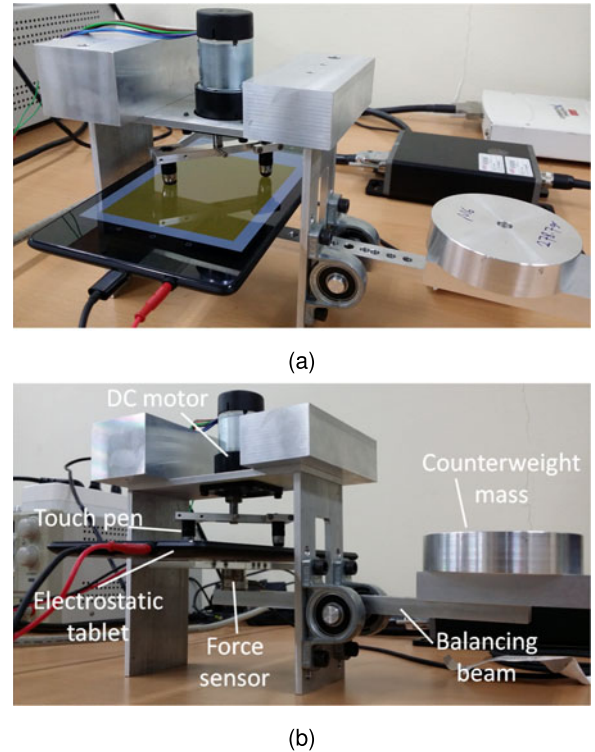 (a)
DC motor
Counterweight
mass
Touch pen
Electrostatic
tablet
Force
sensor
Balancing
beam
(b)